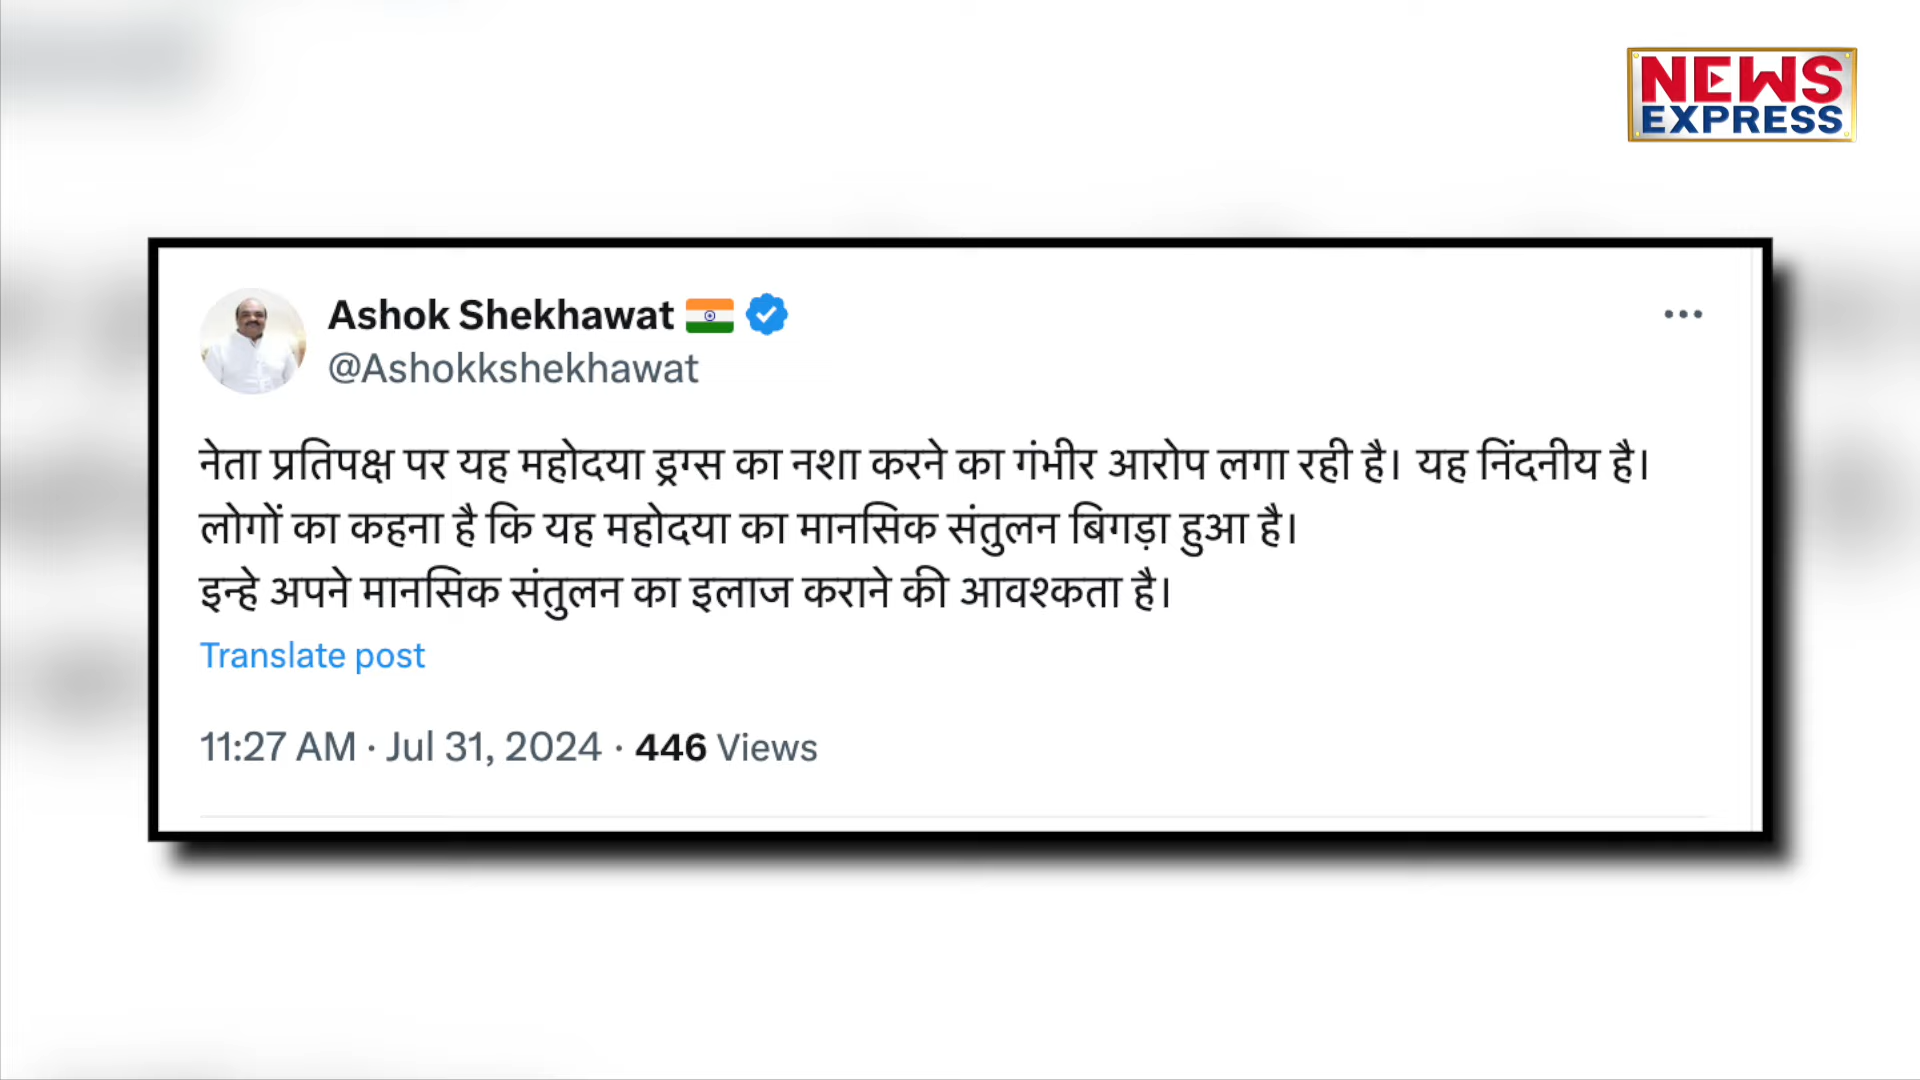 NEWS
EXPRESS
Ashok Shekhawat
@Ashokkshekhawat
नेता प्रतिपक्ष पर यह महोदया ड्रग्स का नशा करने का गंभीर आरोप लगा रही है। यह निंदनीय है।
लोगों का कहना है कि यह महोदया का मानसिक संतुलन बिगड़ा हुआ है।
इन्हे अपने मानसिक संतुलन का इलाज कराने की आवश्कता है।
Translate post
11:27 AM · Jul 31, 2024 · 446 Views